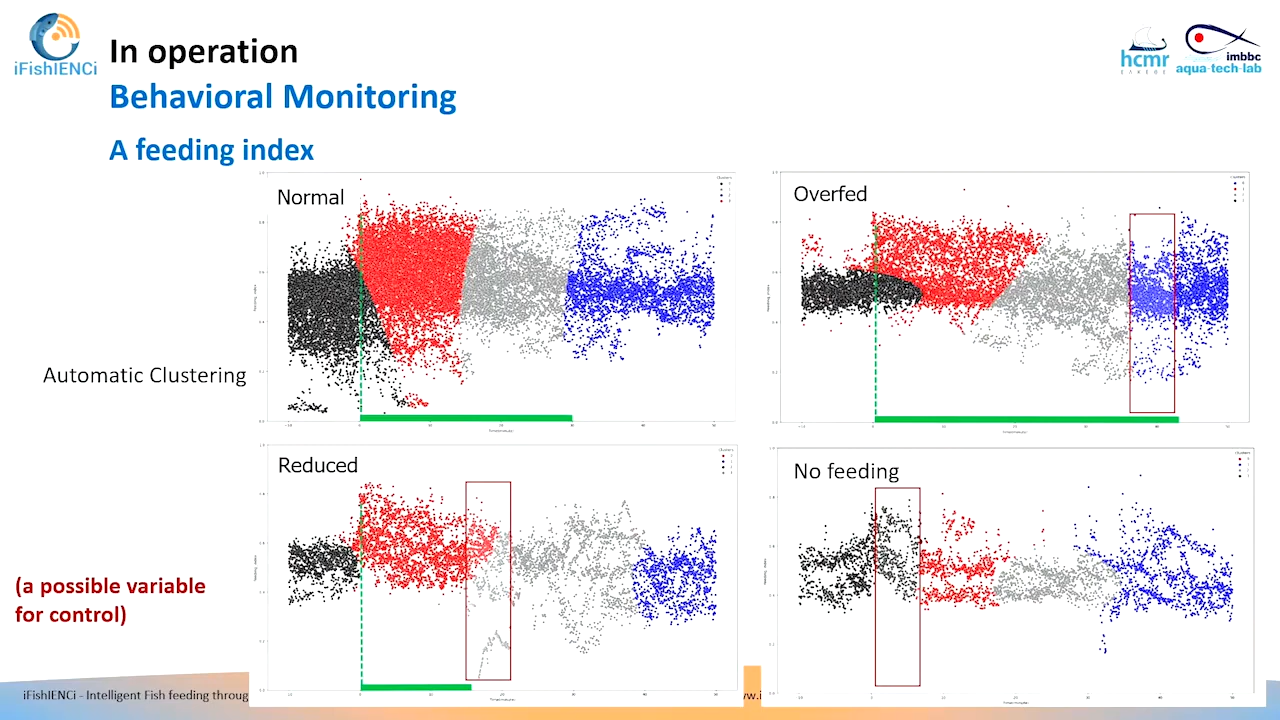 iFishIENCi
In operation
Behavioral Monitoring
A feeding index
hcmr
ΕΛΚΕΘΕ
imbbc
aqua-tech-lab
Normal
Overfed
Automatic Clustering
Reduced
No feeding
(a possible variable
for control)
iFishIENCi - Intelligent Fish feeding throug